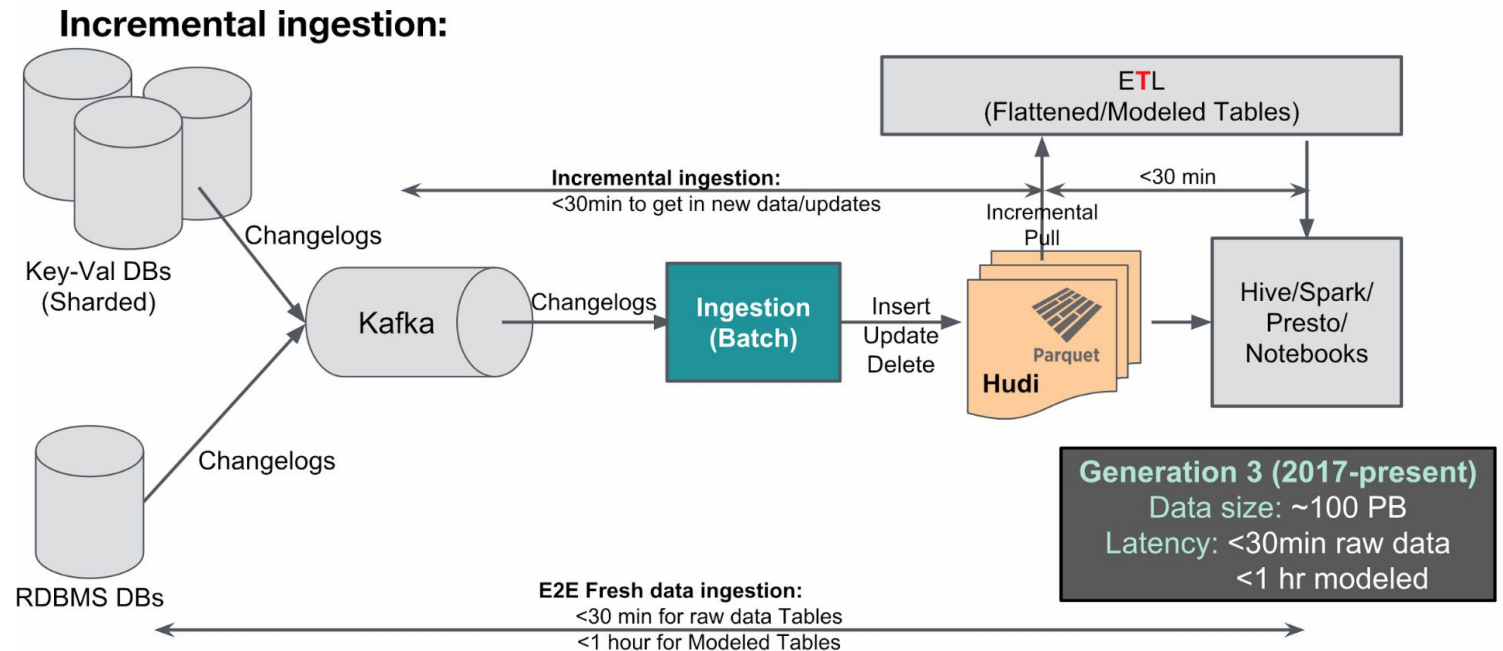 Incremental ingestion:
ETL
(Flattened/Modeled Tables)
Incremental ingestion:
<30min to get in new data/updates
<30 min
Incremental
Pull
Changelogs
Key-Val DBs
(Sharded)
Kafka
Changelogs
Ingestion
(Batch)
Insert
Update
Delete
Parquet
Hudi
Hive/Spark/
Presto/
Notebooks
Changelogs
RDBMS DBs
Generation 3 (2017-present)
Data size: ~100 PB
Latency: <30min raw data
<1 hr modeled
E2E Fresh data ingestion:
<30 min for raw data Tables
<1 hour for Modeled Tables